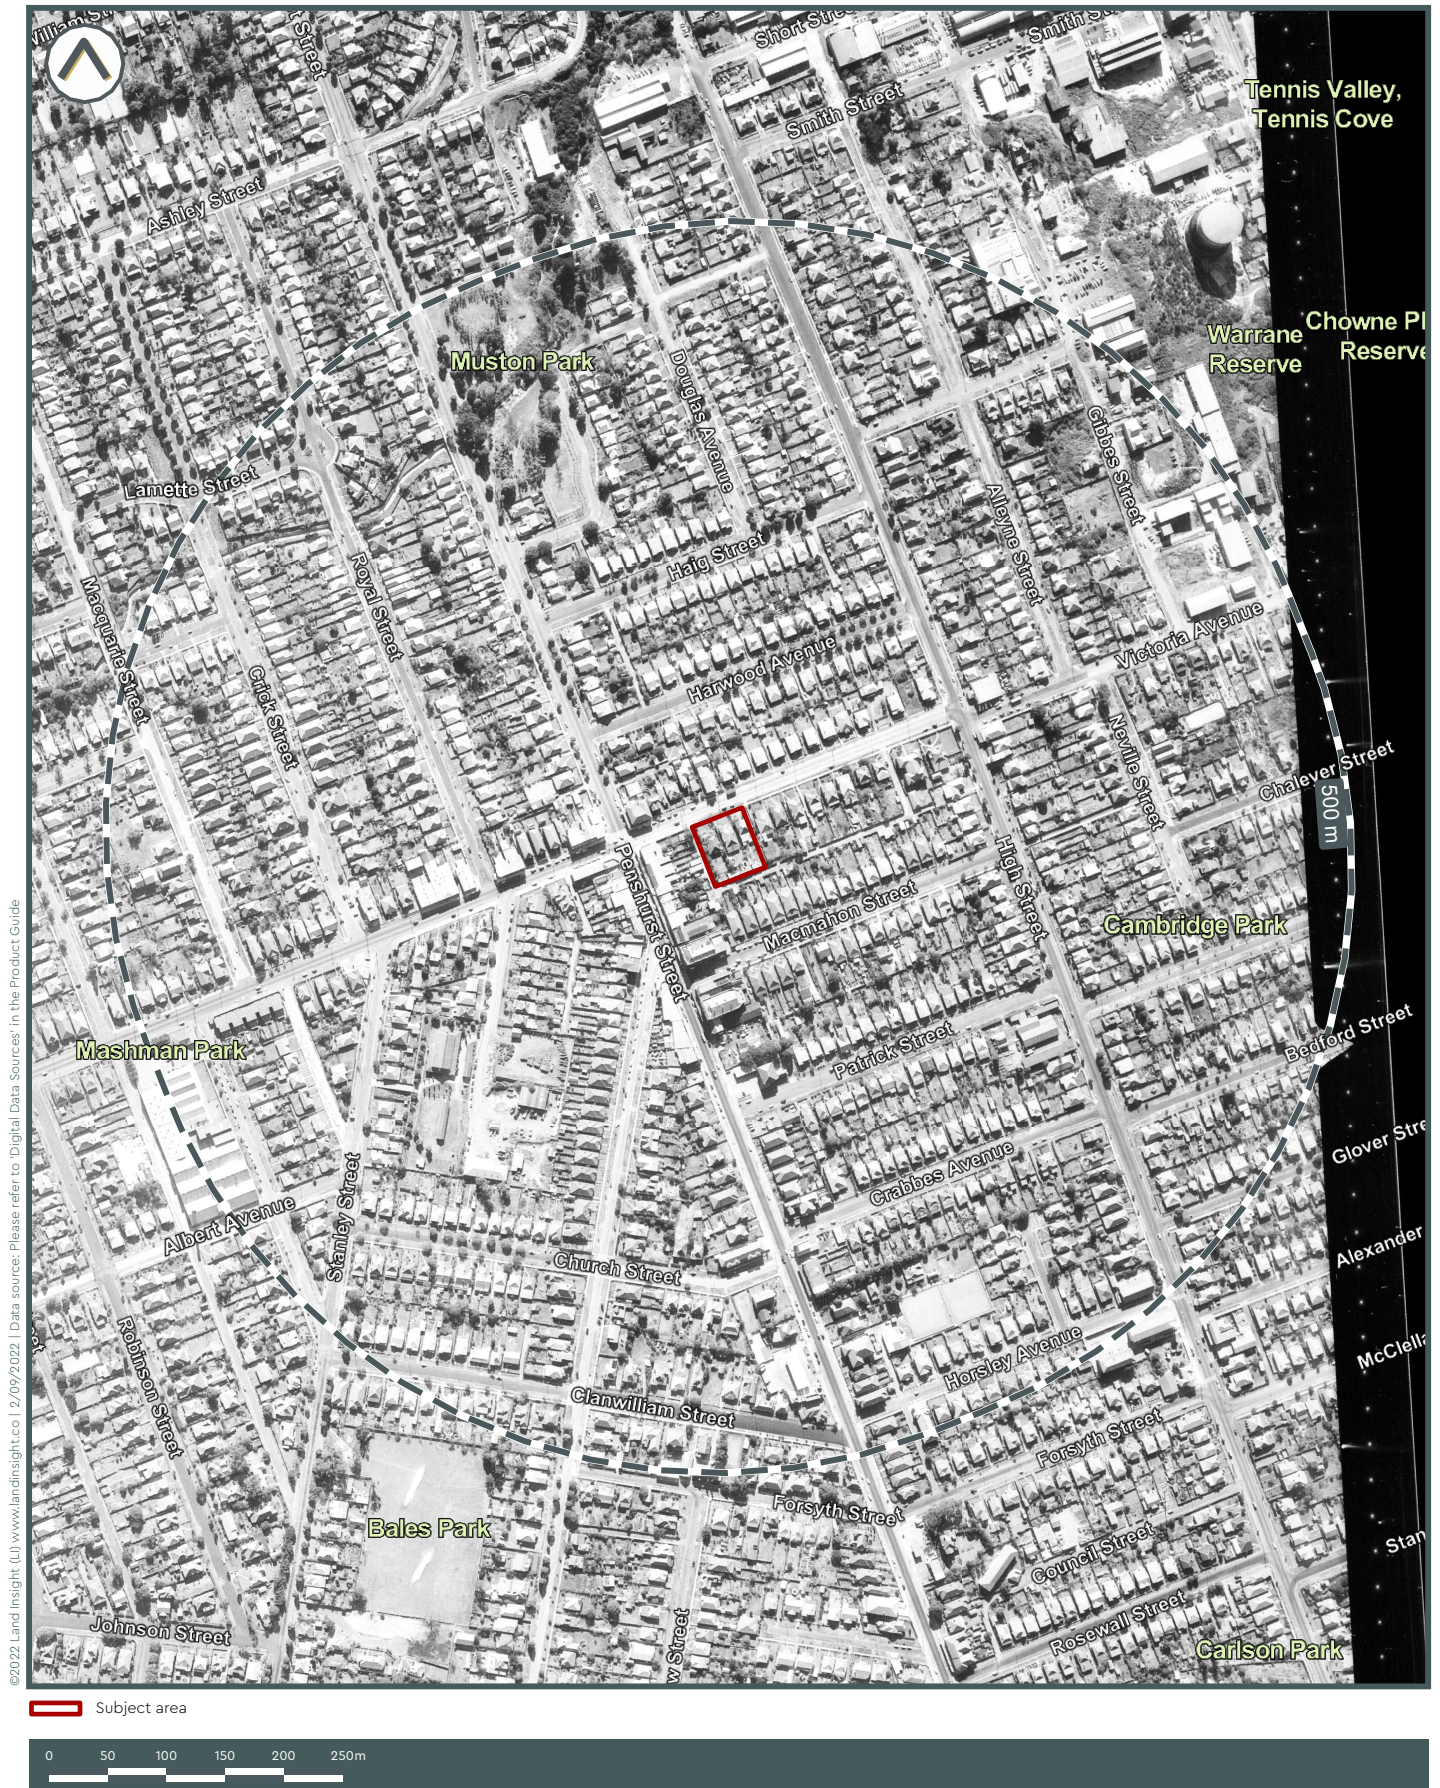 Short Street
Smith Street
Tennis Valley,
Tennis Cove
Smith Street
Ashley Street
Chowne Pl
Reserve
Warrane
Reserve
Muston Park
Douglas Avenue
Gibbes Street
Lamette Street
Alleyne Street
Haig Street
Royal Street
Macquarie Street
Victoria Avenue
Harwood Avenue
Crick Street
Neville Street
Chalever Street
500 m
Penshurst Street
High Street
Macmahon Street
Cambridge Park
Mashman Park
Patrick Street
Bedford Street
Glover Stre
Crabbes Avenue
Stanley Street
Albert Avenue
Alexander
Church Street
Robinson Street
Horsley Avenue
McClella
Clanwilliam Street
Forsyth Street
Forsyth Street
Bales Park
Council Street
Stan
Rosewall Street
Johnson Street
w Street
Carlson Park
©2022 Land Insight (LI) www.landinsight.co | 2/09/2022 | Data source: Please refer to 'Digital Data Sources' in the Product Guide
Subject area
0 50 100 150 200 250m